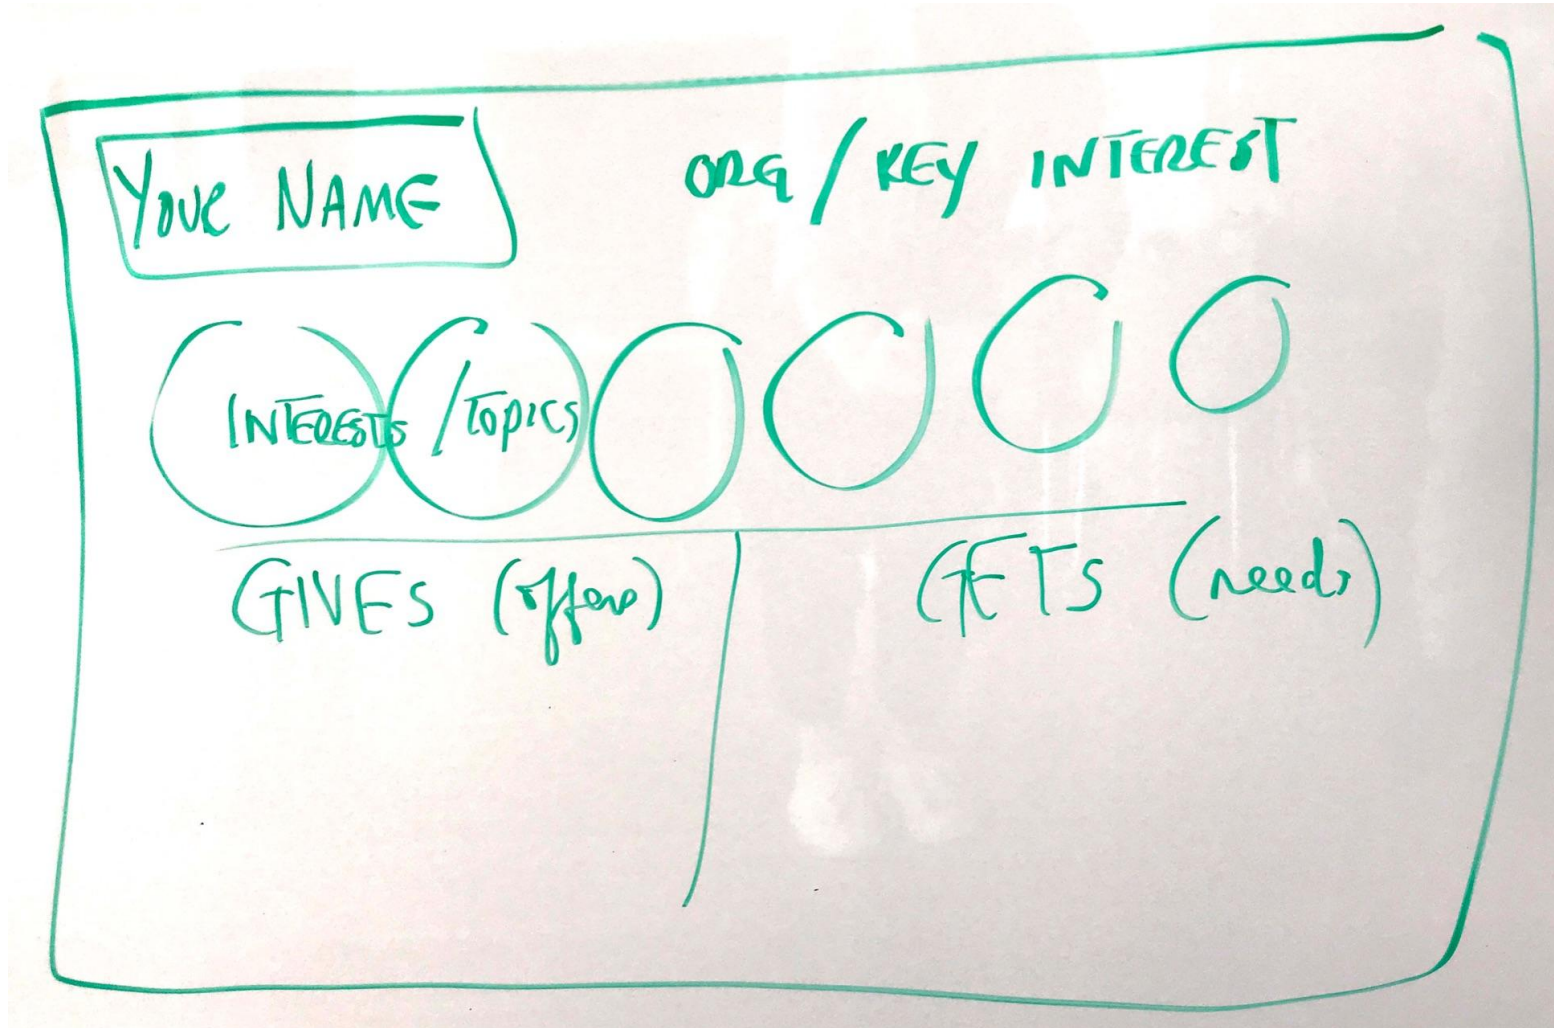 YOUR NAME
ORG / KEY INTEREST
INTERESTS / TOPICS
GIVES (offers)
GETS (needs)